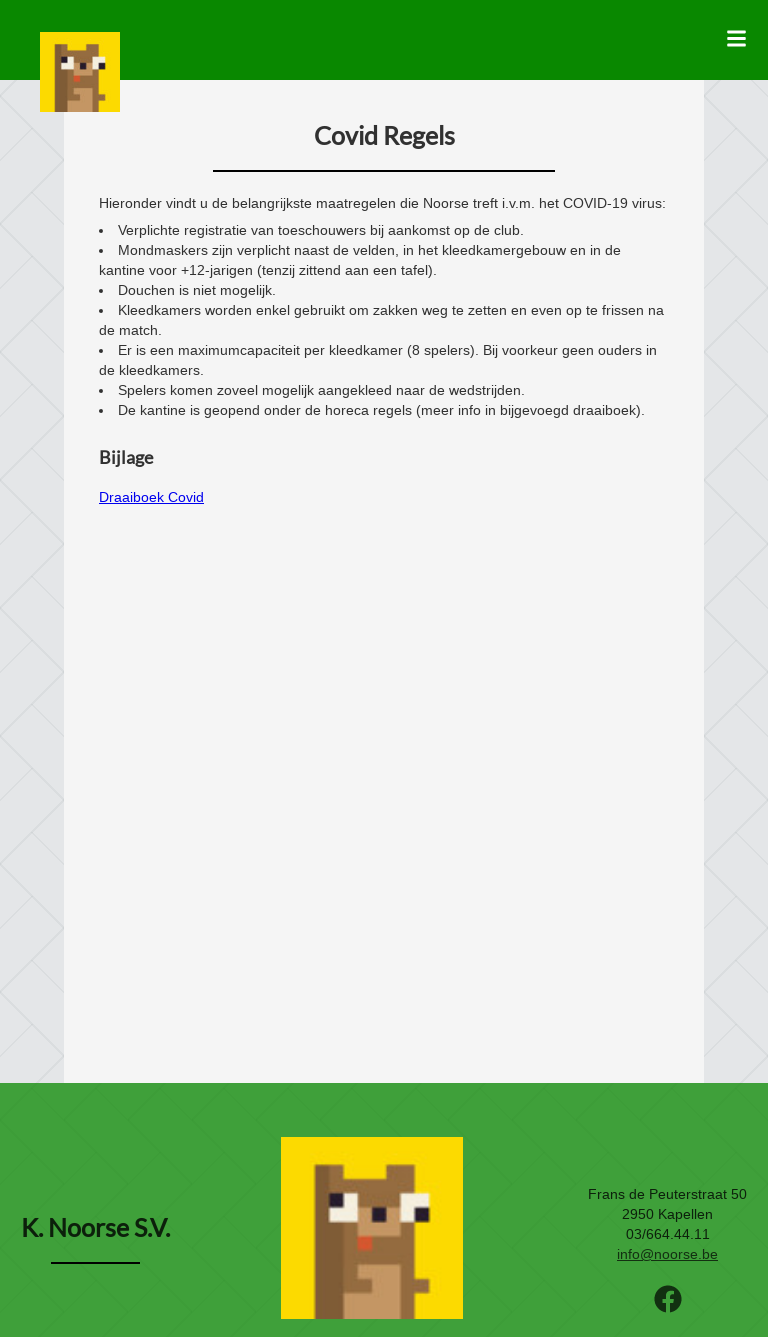 Covid Regels
Hieronder vindt u de belangrijkste maatregelen die Noorse treft i.v.m. het COVID-19 virus:
• Verplichte registratie van toeschouwers bij aankomst op de club.
• Mondmaskers zijn verplicht naast de velden, in het kleedkamergebouw en in de
kantine voor +12-jarigen (tenzij zittend aan een tafel).
• Douchen is niet mogelijk.
• Kleedkamers worden enkel gebruikt om zakken weg te zetten en even op te frissen na
de match.
• Er is een maximumcapaciteit per kleedkamer (8 spelers). Bij voorkeur geen ouders in
de kleedkamers.
• Spelers komen zoveel mogelijk aangekleed naar de wedstrijden.
• De kantine is geopend onder de horeca regels (meer info in bijgevoegd draaiboek).
Bijlage
Draaiboek Covid
K. Noorse S.V.
Frans de Peuterstraat 50
2950 Kapellen
03/664.44.11
info@noorse.be